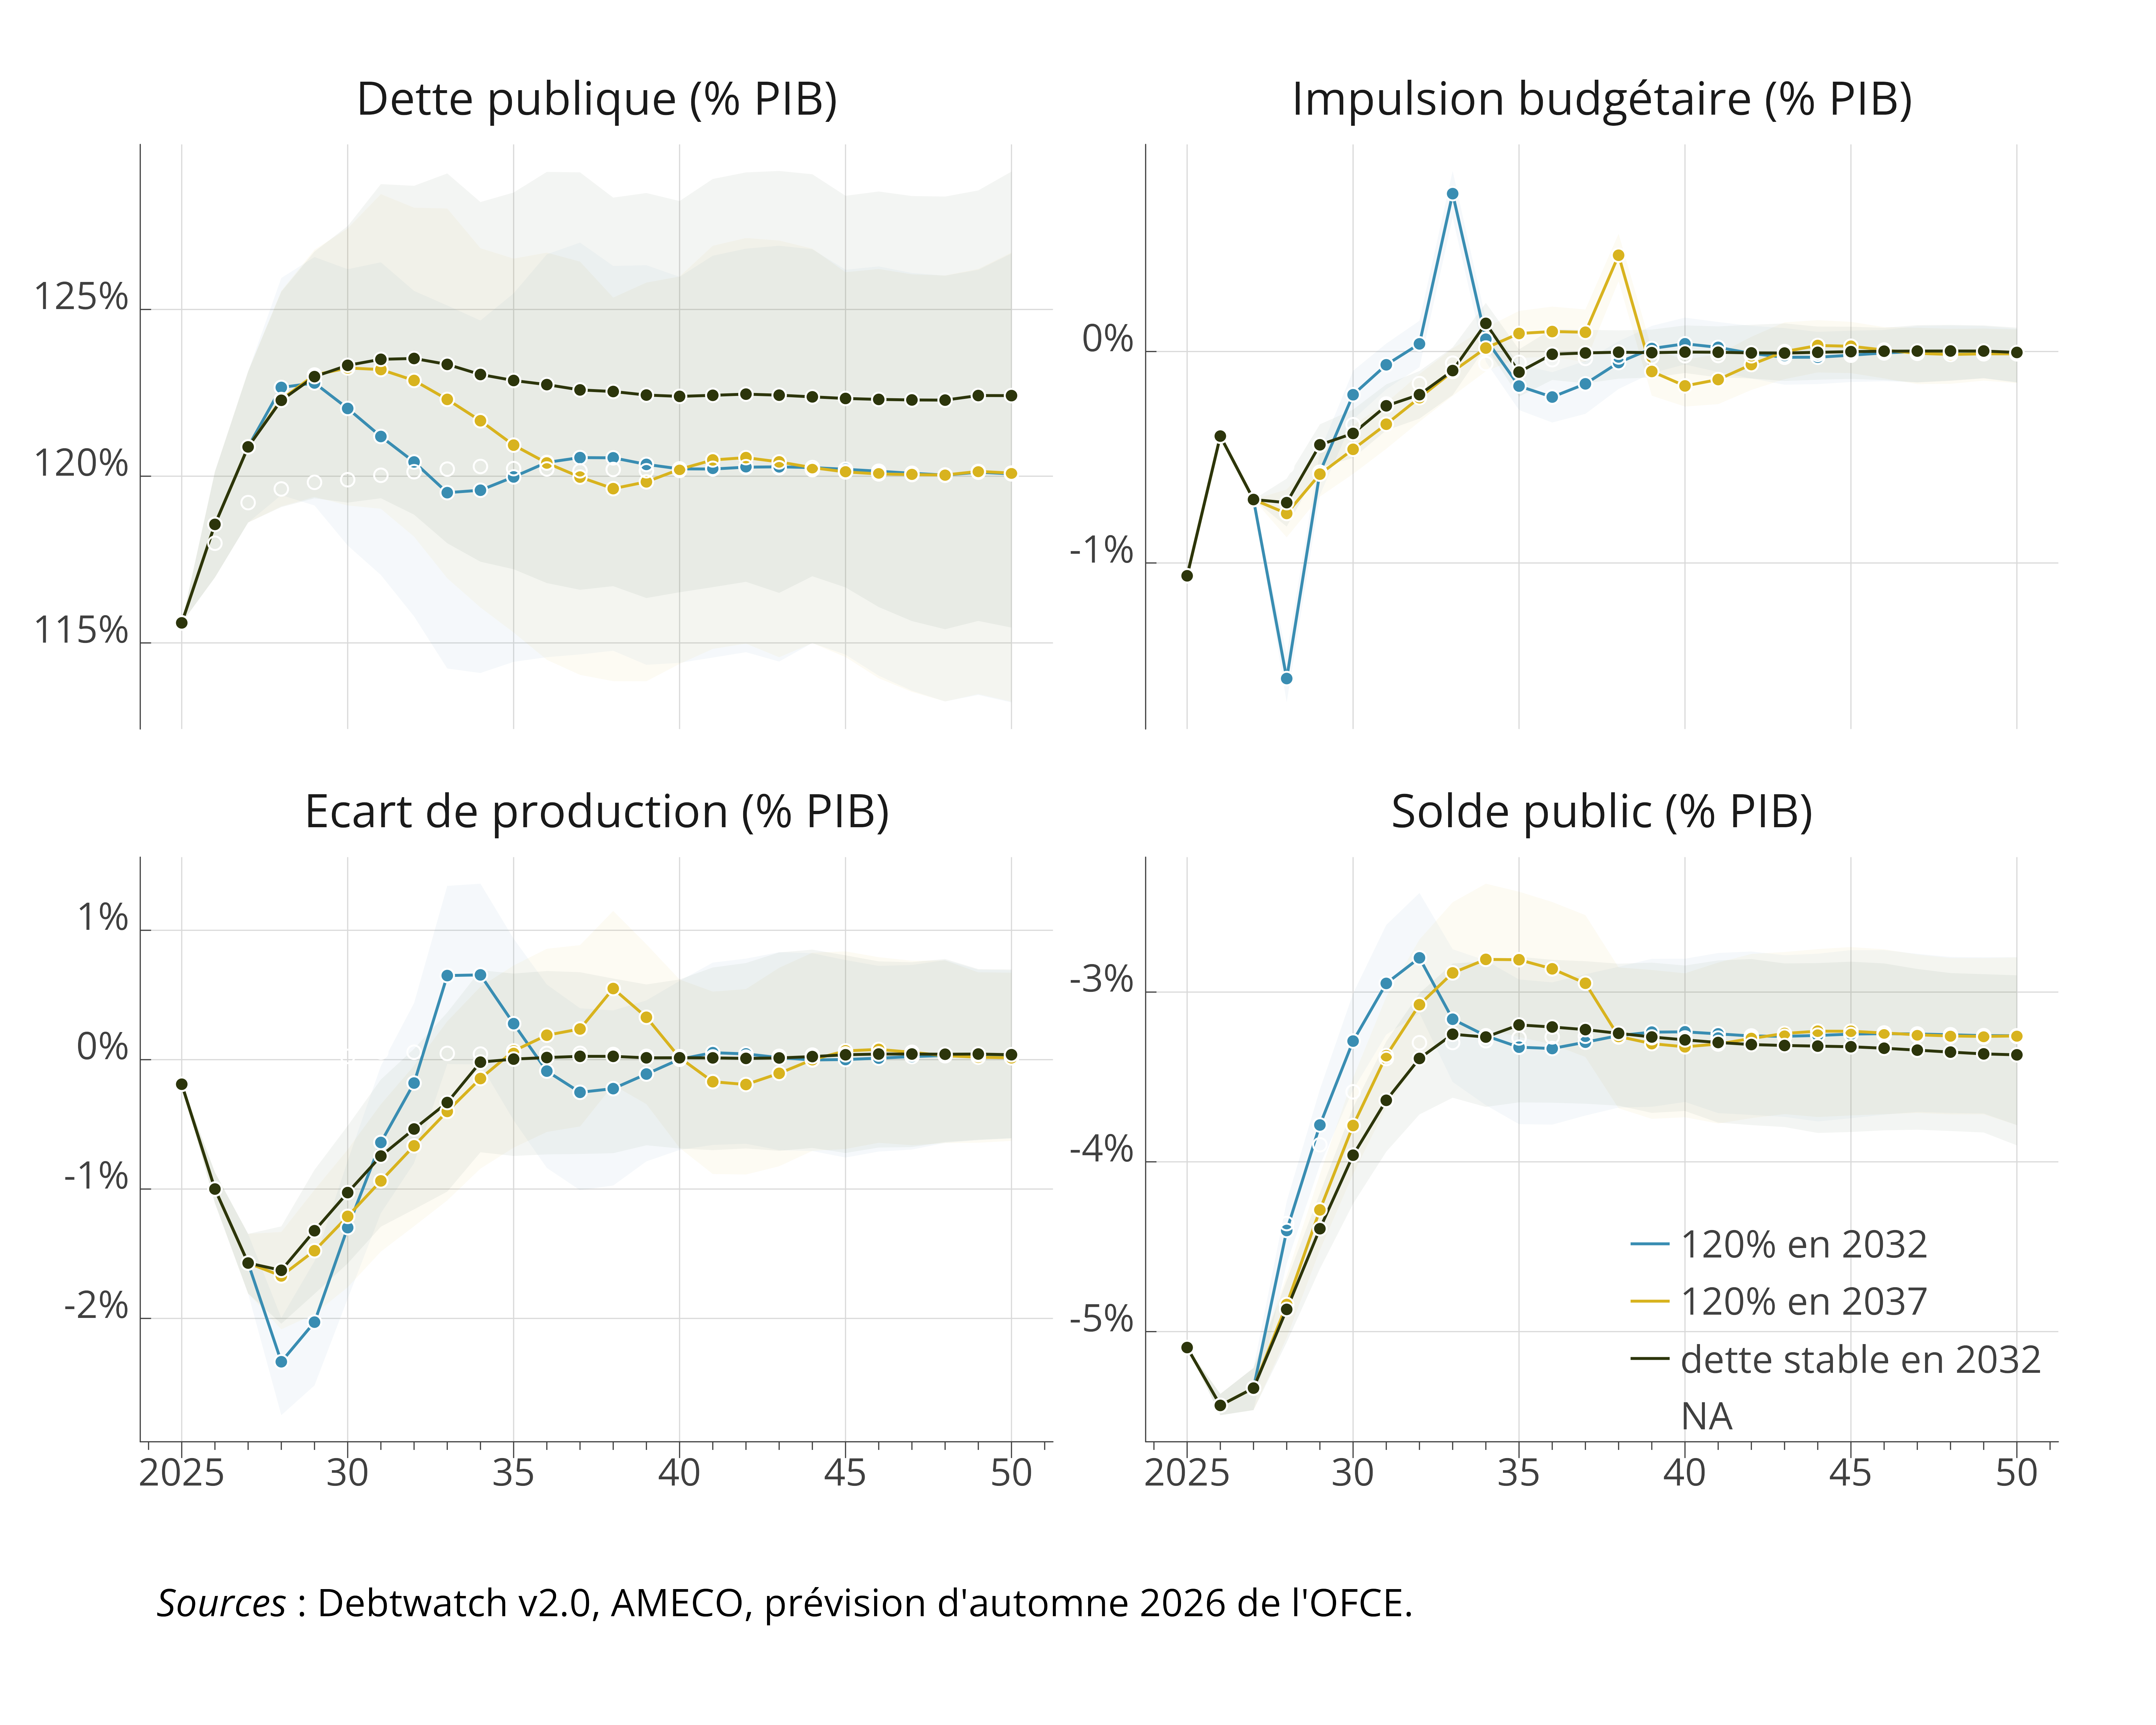 Dette publique (% PIB)
Impulsion budgétaire (% PIB)
125%
120%
115%
0%
-1%
Ecart de production (% PIB)
Solde public (% PIB)
1%
0%
-1%
-2%
-3%
-4%
-5%
120% en 2032
120% en 2037
dette stable en 2032
NA
2025 30 35 40 45 50
2025 30 35 40 45 50
Sources : Debtwatch v2.0, AMECO, prévision d'automne 2026 de l'OFCE.